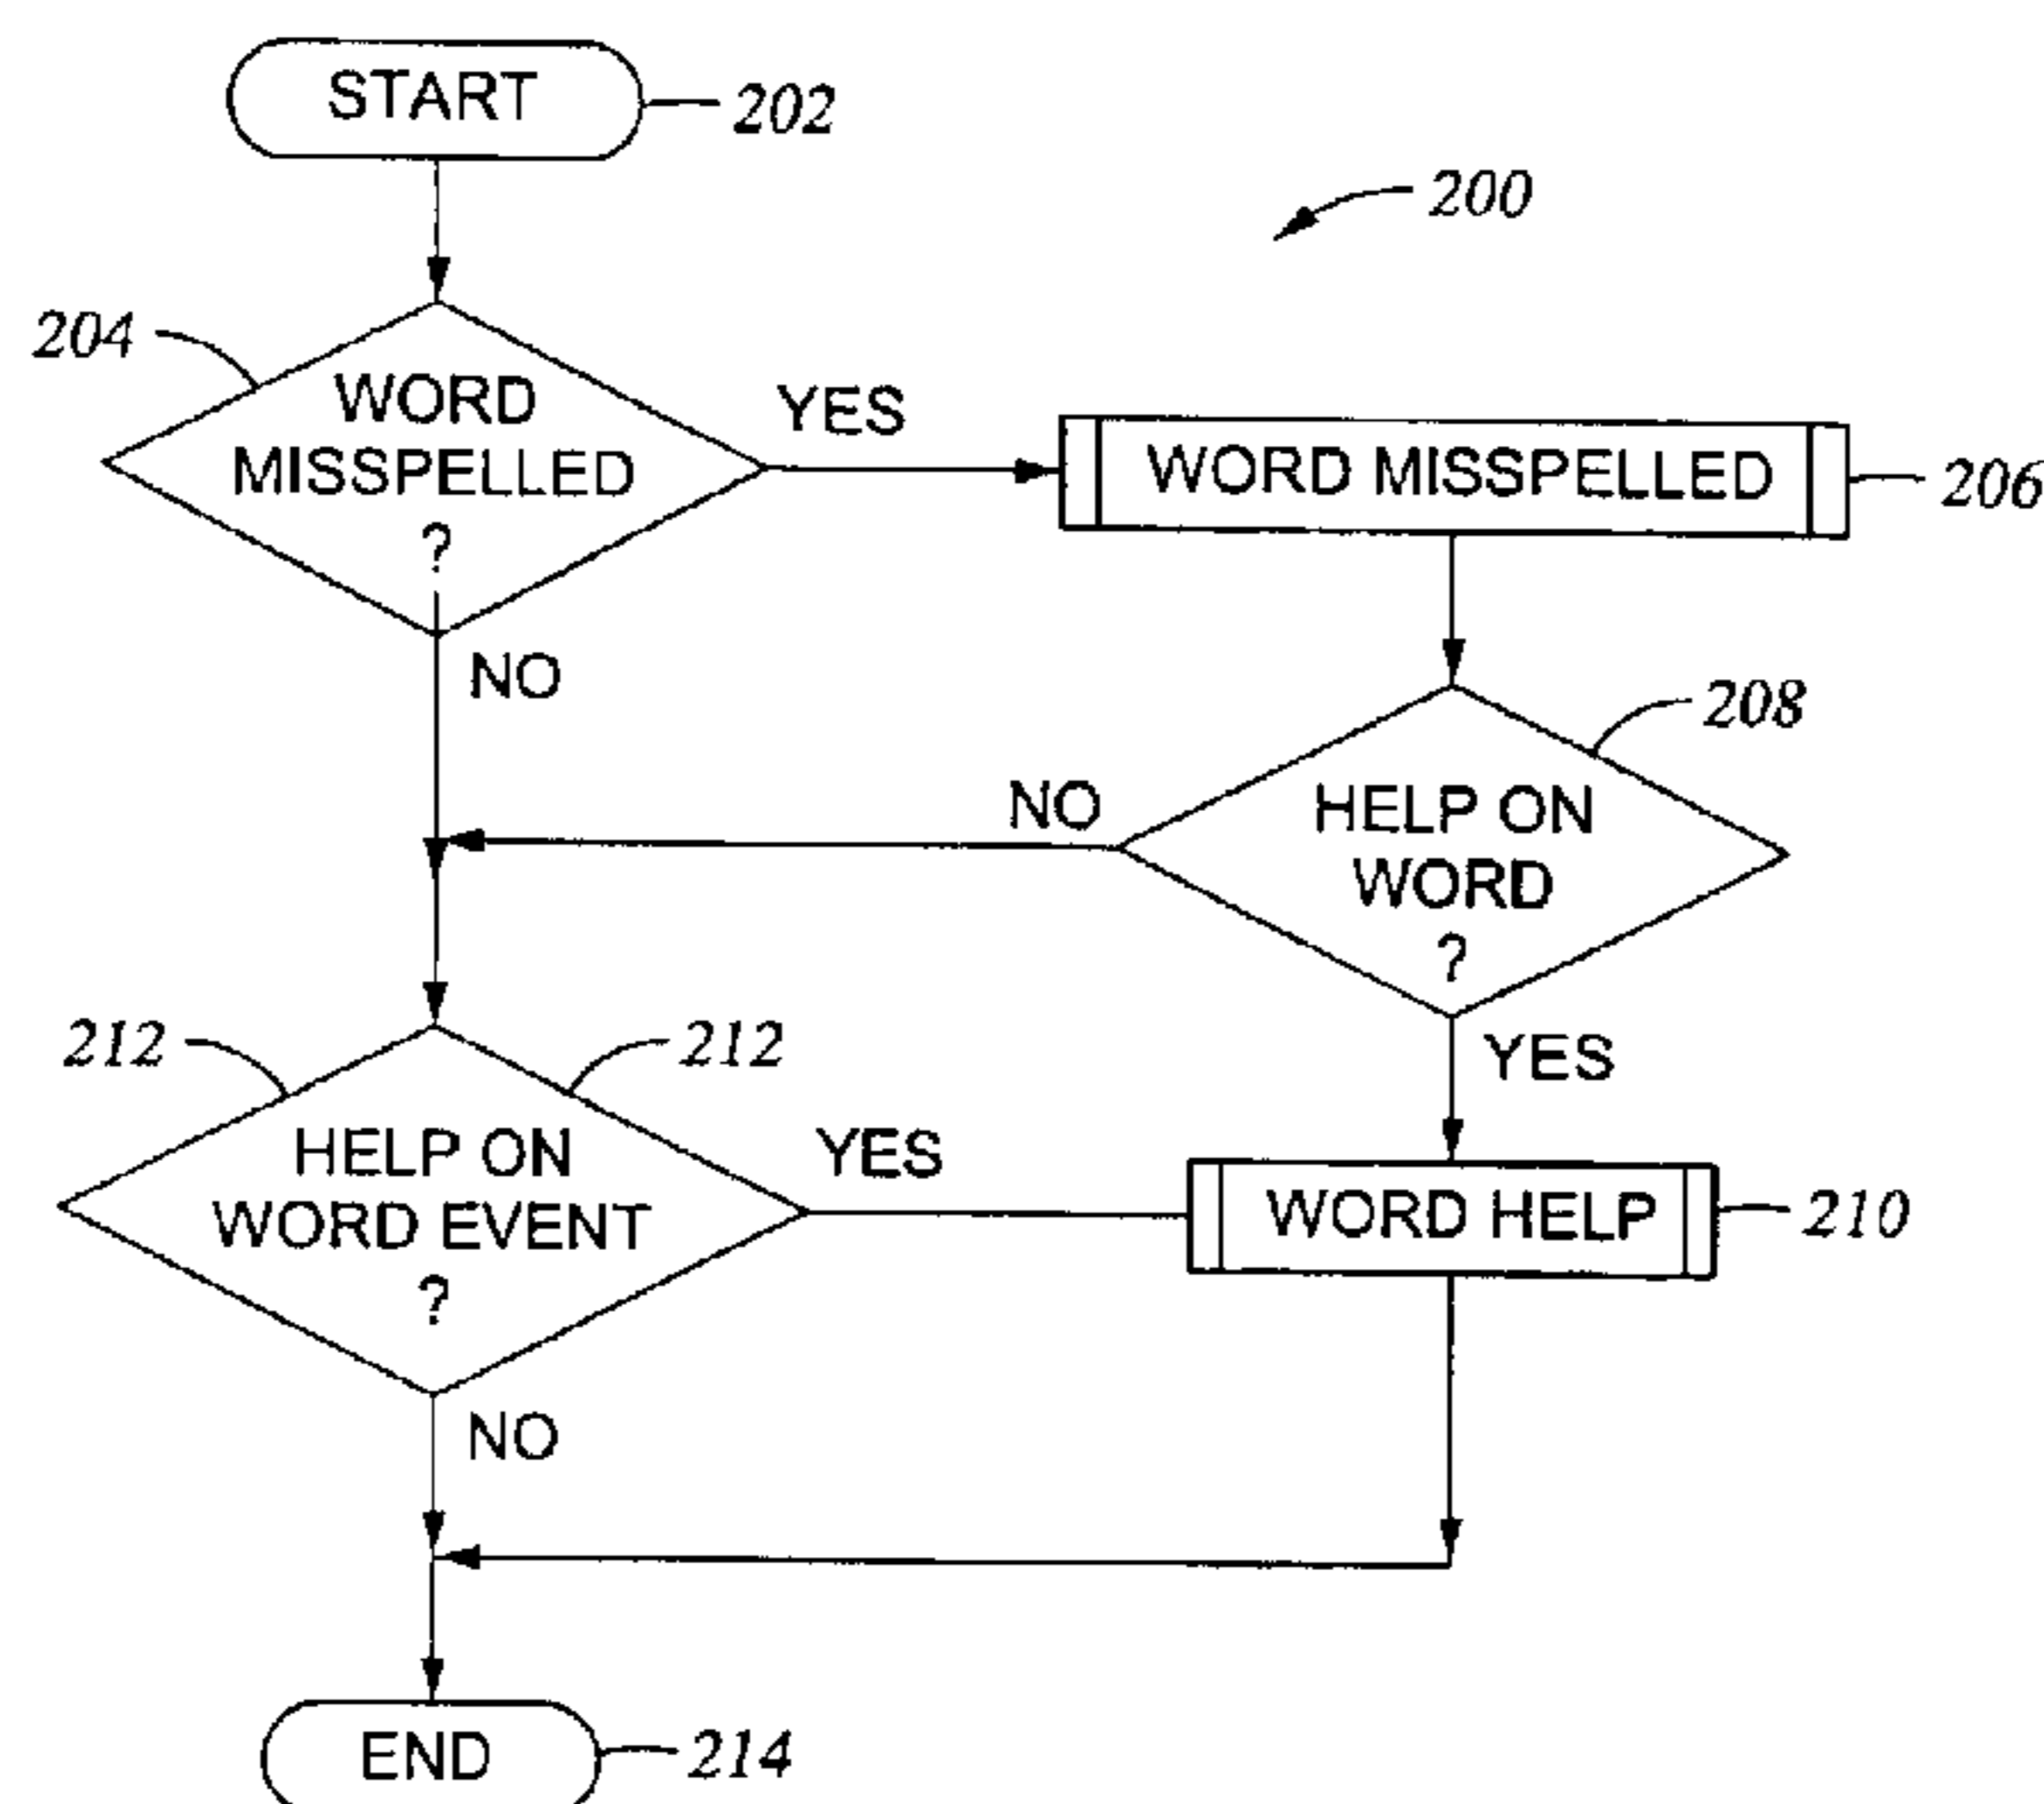 START
202
200
204
WORD
MISSPELLED
?
YES
WORD MISSPELLED
206
NO
208
HELP ON
WORD
?
NO
YES
212
212
HELP ON
WORD EVENT
?
YES
WORD HELP
210
NO
END
214